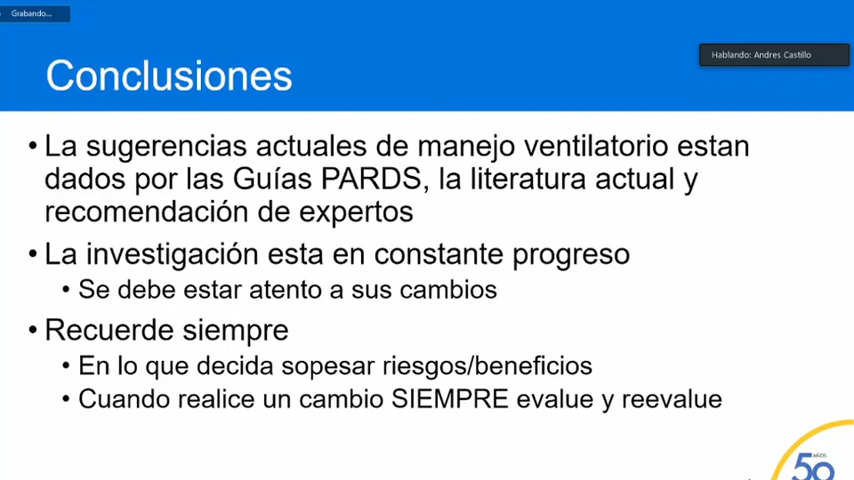 Grabando...
Hablando: Andres Castillo
Conclusiones
• La sugerencias actuales de manejo ventilatorio estan
dados por las Guías PARDS, la literatura actual y
recomendación de expertos
• La investigación esta en constante progreso
• Se debe estar atento a sus cambios
• Recuerde siempre
• En lo que decida sopesar riesgos/beneficios
• Cuando realice un cambio SIEMPRE evalue y reevalue
AÑOS
50